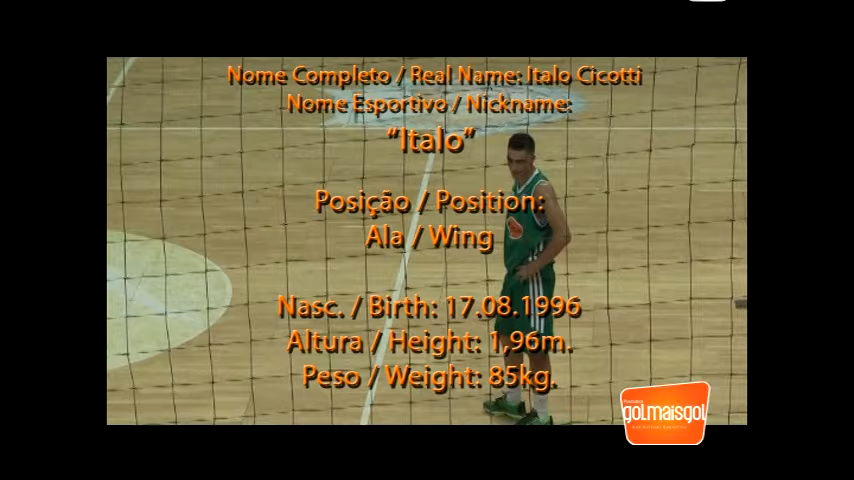 Nome Completo / Real Name: Italo Cicotti
Nome Esportivo / Nickname:
“Italo”
Posição / Position:
Ala / Wing
Nasc. / Birth: 17.08.1996
Altura / Height: 1,96m.
Peso / Weight: 85kg.
golmaisgol